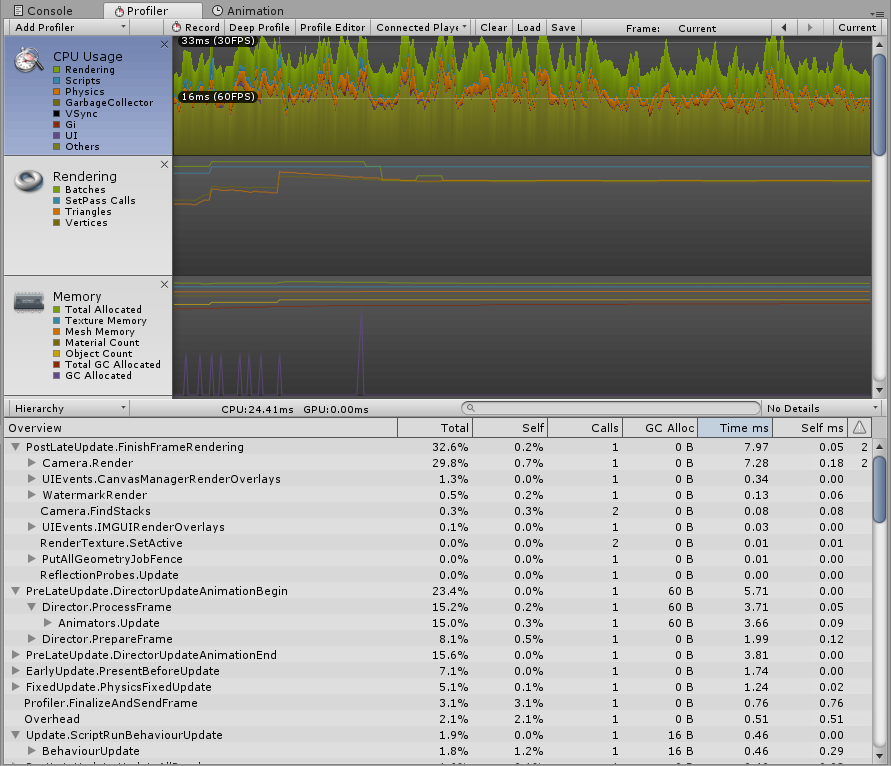 Console Profiler Animation
Add Profiler Record Deep Profile Profile Editor Connected Playe Clear Load Save Frame: Current Current
CPU Usage
Rendering
Scripts
Physics
GarbageCollector
VSync
Gi
UI
Others
33ms (30FPS)
16ms (60FPS)
Rendering
Batches
SetPass Calls
Triangles
Vertices
Memory
Total Allocated
Texture Memory
Mesh Memory
Material Count
Object Count
Total GC Allocated
GC Allocated
Hierarchy CPU:24.41ms GPU:0.00ms No Details
Overview Total Self Calls GC Alloc Time ms Self ms
PostLateUpdate.FinishFrameRendering 32.6% 0.2% 1 0 B 7.97 0.05 2
Camera.Render 29.8% 0.7% 1 0 B 7.28 0.18 2
UIEvents.CanvasManagerRenderOverlays 1.3% 0.0% 1 0 B 0.34 0.00
WatermarkRender 0.5% 0.2% 1 0 B 0.13 0.06
Camera.FindStacks 0.3% 0.3% 2 0 B 0.08 0.08
UIEvents.IMGUIRenderOverlays 0.1% 0.0% 1 0 B 0.03 0.00
RenderTexture.SetActive 0.0% 0.0% 2 0 B 0.01 0.01
PutAllGeometryJobFence 0.0% 0.0% 1 0 B 0.01 0.01
ReflectionProbes.Update 0.0% 0.0% 1 0 B 0.00 0.00
PreLateUpdate.DirectorUpdateAnimationBegin 23.4% 0.0% 1 60 B 5.71 0.00
Director.ProcessFrame 15.2% 0.2% 1 60 B 3.71 0.05
Animators.Update 15.0% 0.3% 1 60 B 3.66 0.09
Director.PrepareFrame 8.1% 0.5% 1 0 B 1.99 0.12
PreLateUpdate.DirectorUpdateAnimationEnd 15.6% 0.0% 1 0 B 3.81 0.00
EarlyUpdate.PresentBeforeUpdate 7.1% 0.0% 1 0 B 1.74 0.00
FixedUpdate.PhysicsFixedUpdate 5.1% 0.1% 1 0 B 1.24 0.02
Profiler.FinalizeAndSendFrame 3.1% 3.1% 1 0 B 0.76 0.76
Overhead 2.1% 2.1% 1 0 B 0.51 0.51
Update.ScriptRunBehaviourUpdate 1.9% 0.0% 1 16 B 0.46 0.00
BehaviourUpdate 1.8% 1.2% 1 16 B 0.46 0.29